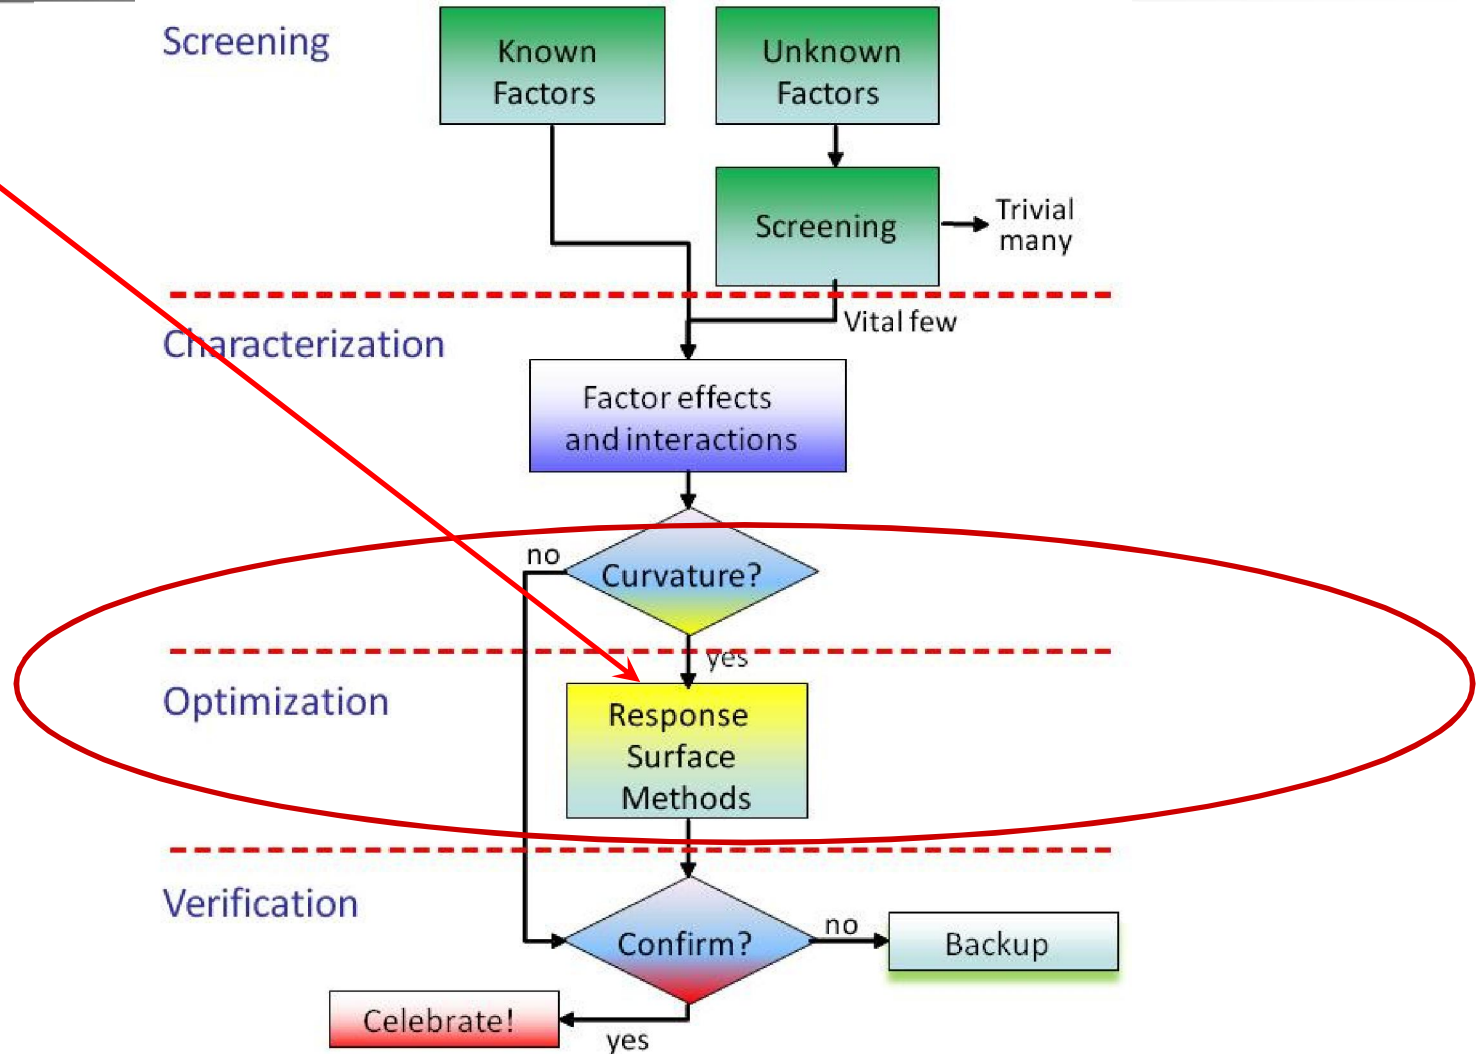 Screening
Known
Factors
Unknown
Factors
Screening
Trivial
many
Vital few
Characterization
Factor effects
and interactions
no
Curvature?
yes
Optimization
Response
Surface
Methods
Verification
Confirm?
no
Backup
Celebrate!
yes